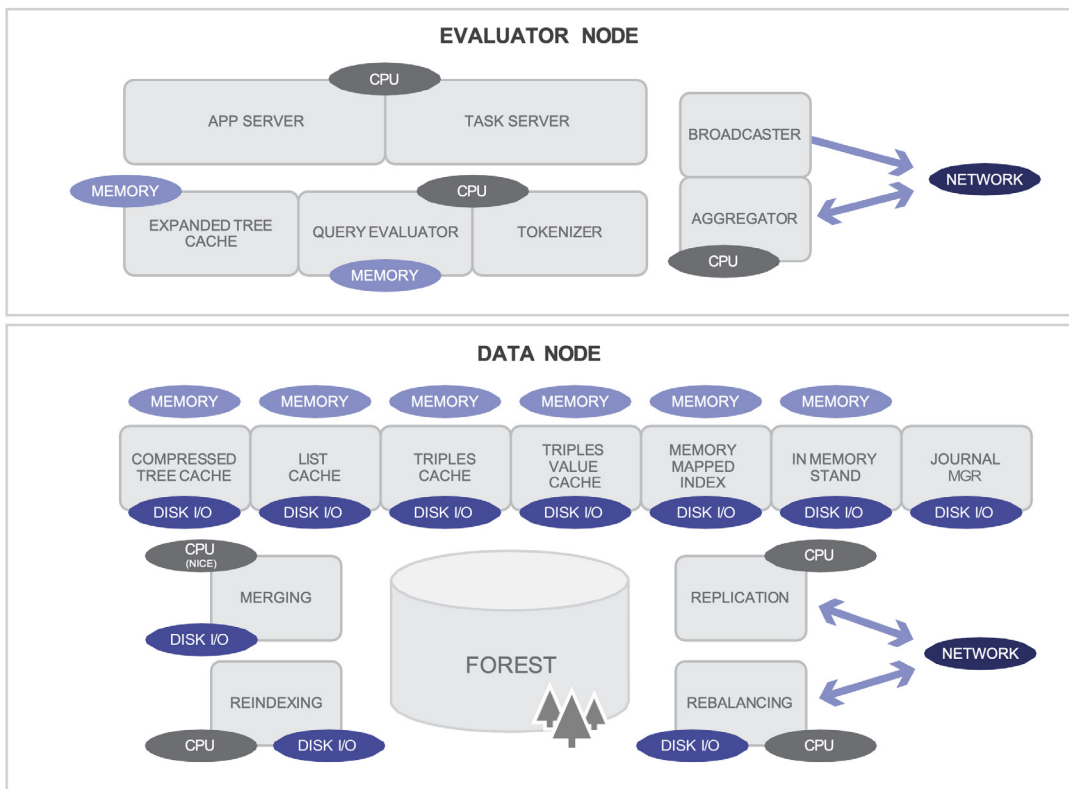 EVALUATOR NODE
CPU
APP SERVER
TASK SERVER
BROADCASTER
NETWORK
MEMORY
CPU
EXPANDED TREE
CACHE
QUERY EVALUATOR
TOKENIZER
AGGREGATOR
MEMORY
CPU
DATA NODE
MEMORY
MEMORY
MEMORY
MEMORY
MEMORY
MEMORY
COMPRESSED
TREE CACHE
LIST
CACHE
TRIPLES
CACHE
TRIPLES
VALUE
CACHE
MEMORY
MAPPED
INDEX
IN MEMORY
STAND
JOURNAL
MGR
DISK I/O
DISK I/O
DISK I/O
DISK I/O
DISK I/O
DISK I/O
DISK I/O
CPU
(NICE)
MERGING
DISK I/O
REINDEXING
CPU
DISK I/O
FOREST
CPU
REPLICATION
NETWORK
REBALANCING
DISK I/O
CPU